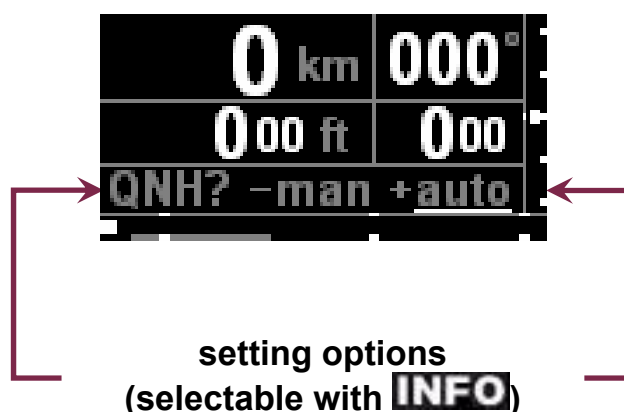 0 km 000°
000 ft 000
QNH? -man +auto
setting options
(selectable with INFO)